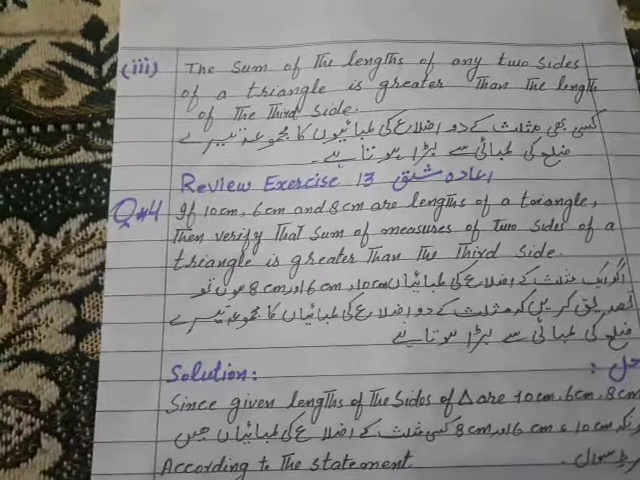 (iii) The Sum of The lengths of any two sides
of a triangle is greater Than The length
of The Third side.
کسی بھی مثلث کے دو اضلاع کی لمبائیوں کا مجموعہ تیسرے
ضلع کی لمبائی سے بڑا ہوتا ہے۔
Review Exercise 13 اعادہ مشق
Q#4 If 10cm, 6cm and 8cm are lengths of a triangle,
Then verify That sum of measures of Two sides of a
triangle is greater Than The Third side.
اگر ایک مثلث کے اضلاع کی لمبائیاں 10cm، 6cm اور 8cm ہوں تو
تصدیق کریں کہ مثلث کے دو اضلاع کی لمبائیاں کا مجموعہ تیسرے
ضلع کی لمبائی سے بڑا ہوتا ہے
Solution: حل:
Since given lengths of The Sides of Δ are 10cm, 6cm, 8cm
10cm، 6cm اور 8cm کسی مثلث کے اضلاع کی لمبائیاں ہیں
According to The statement سوال